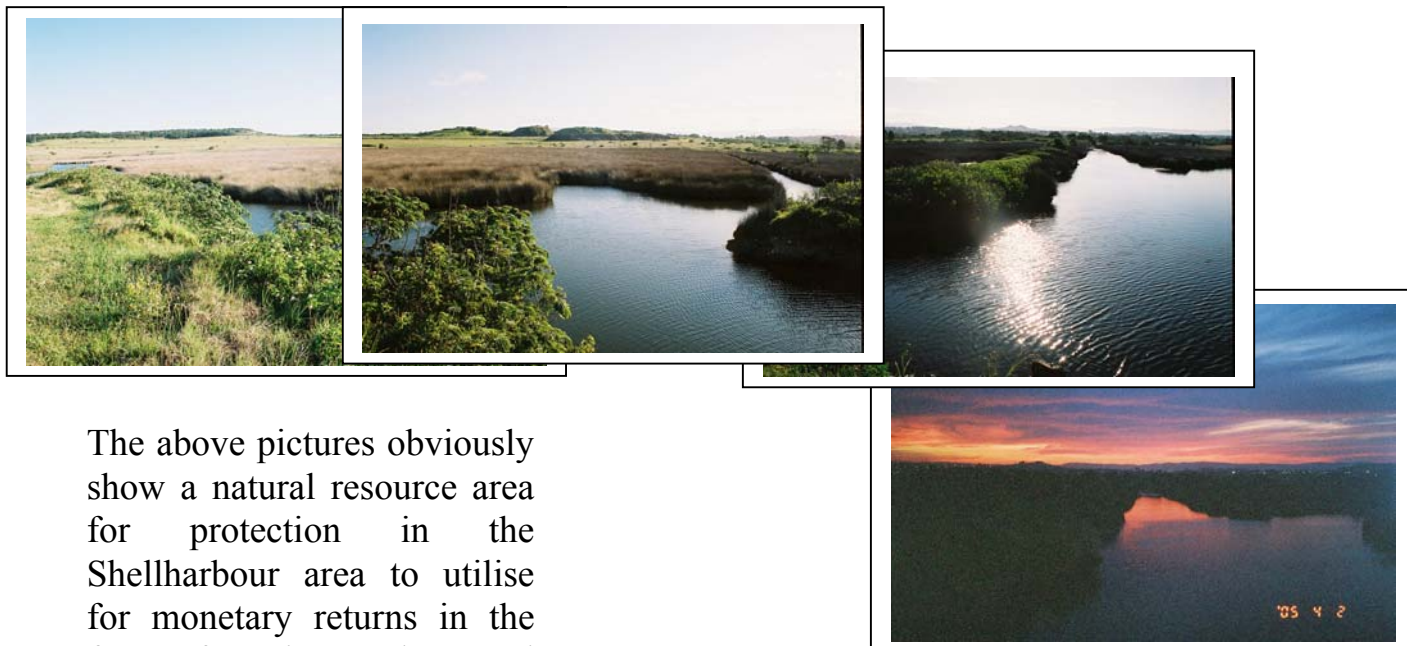 The above pictures obviously
show a natural resource area
for protection in the
Shellharbour area to utilise
for monetary returns in the
'05 4 2